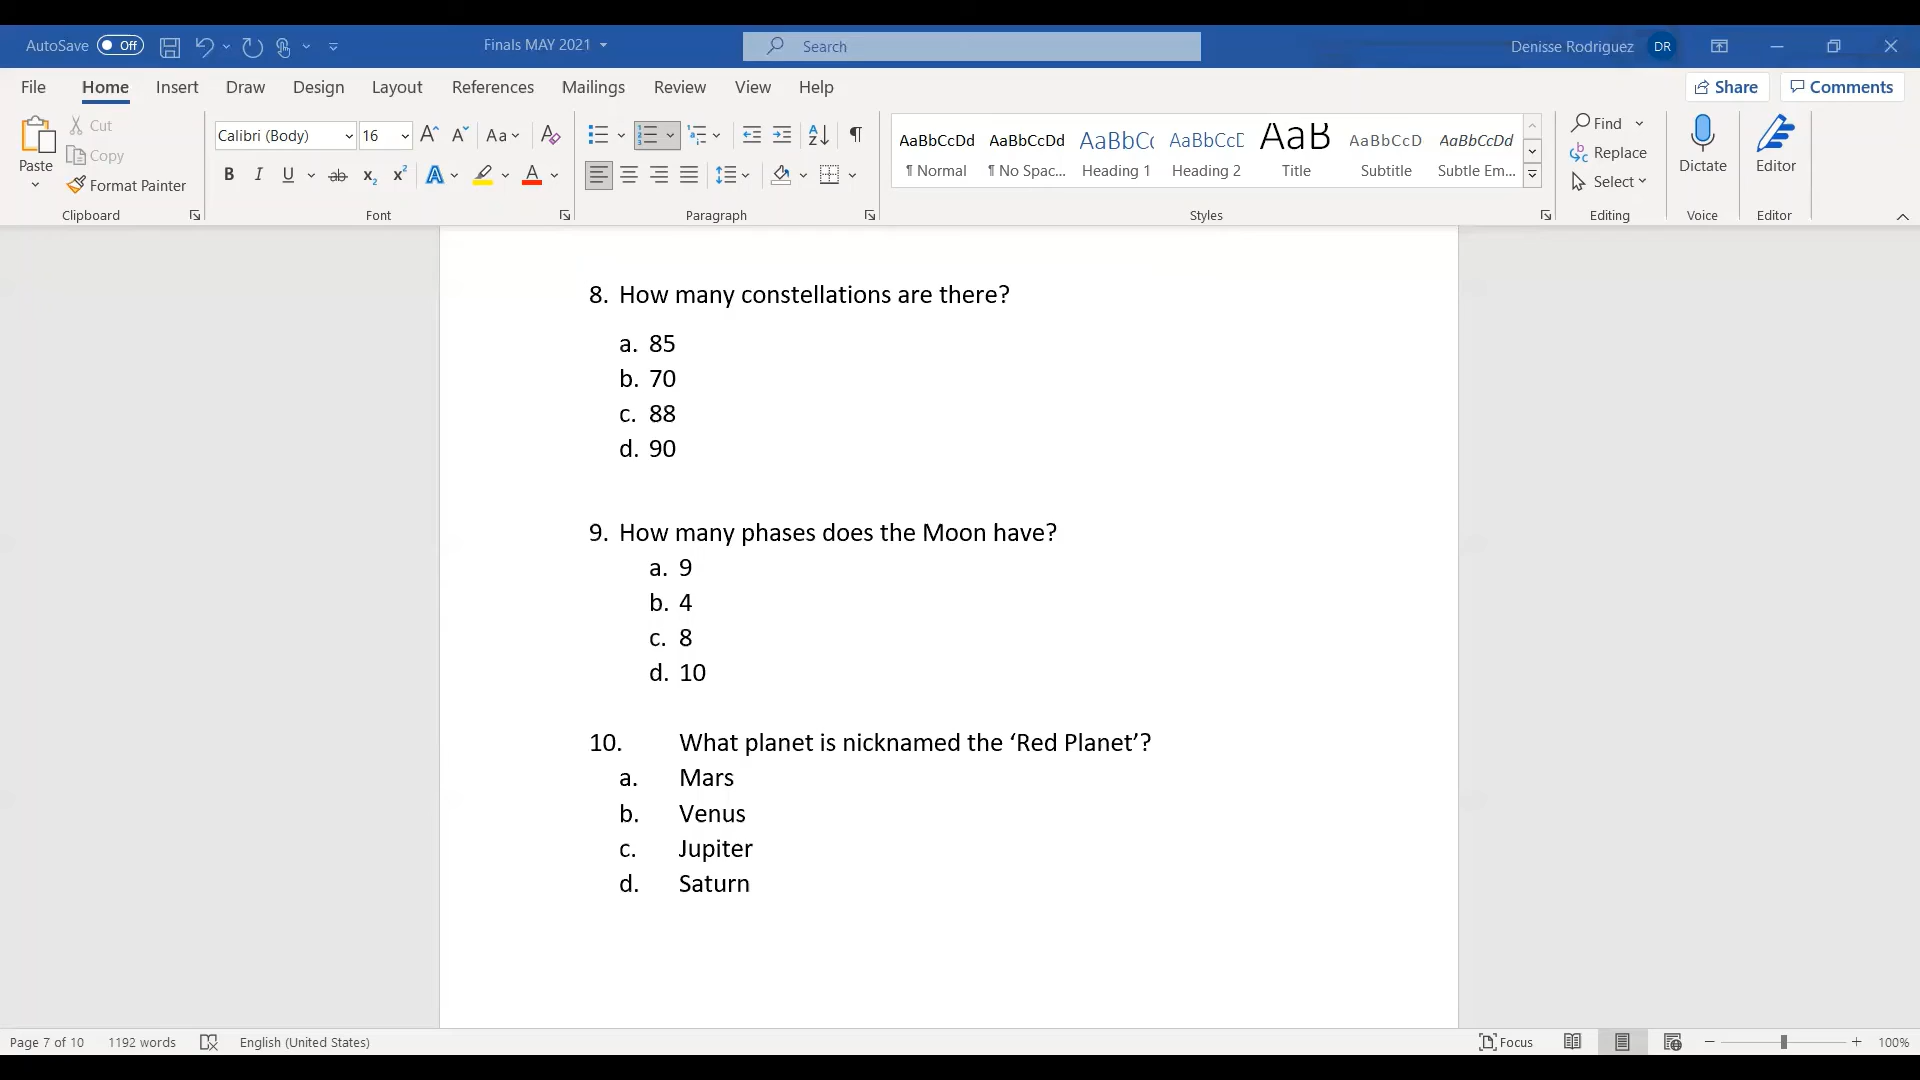 AutoSave Off Finals MAY 2021 Search Denisse Rodriguez DR
File Home Insert Draw Design Layout References Mailings Review View Help Share Comments
Paste Cut Copy Format Painter
Clipboard
Calibri (Body) 16 Aa
B I U ab x₂ x² A A
Font
Paragraph
AaBbCcDd AaBbCcDd AaBbCc AaBbCcD AaB AaBbCcD AaBbCcDd
¶ Normal ¶ No Spac... Heading 1 Heading 2 Title Subtitle Subtle Em...
Styles
Find
Replace
Select
Editing
Dictate
Voice
Editor
Editor
8. How many constellations are there?
a. 85
b. 70
c. 88
d. 90
9. How many phases does the Moon have?
a. 9
b. 4
c. 8
d. 10
10. What planet is nicknamed the ‘Red Planet’?
a. Mars
b. Venus
c. Jupiter
d. Saturn
Page 7 of 10 1192 words English (United States) Focus 100%